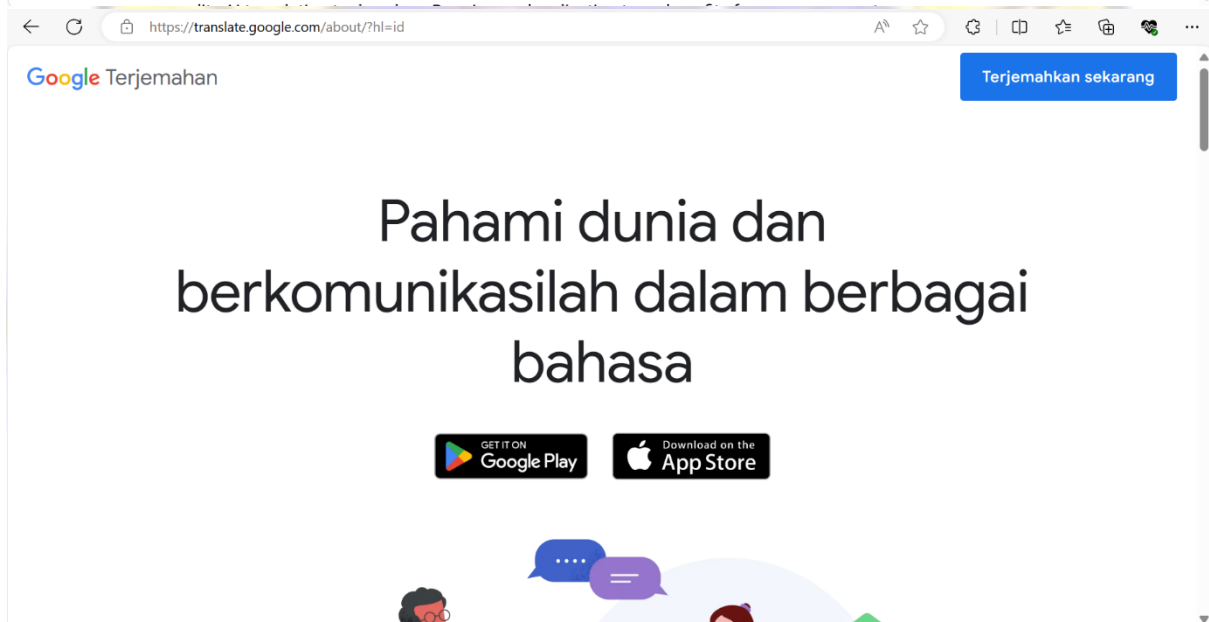 https://translate.google.com/about/?hl=id
Google Terjemahan
Terjemahkan sekarang
Pahami dunia dan
berkomunikasilah dalam berbagai
bahasa
GET IT ON
Google Play
Download on the
App Store